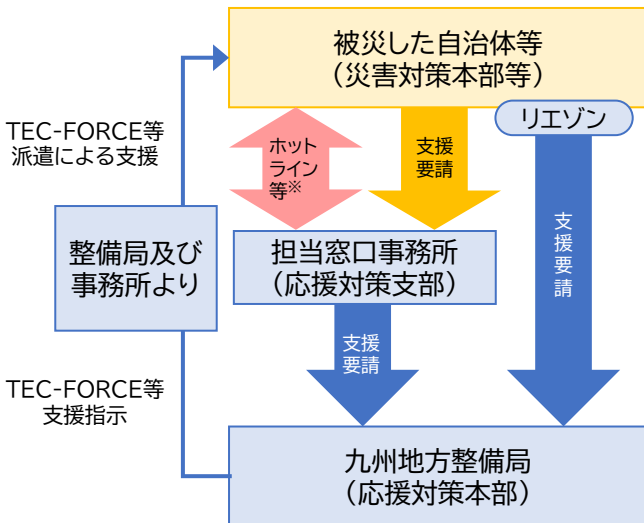 被災した自治体等
（災害対策本部等）
リエゾン
TEC-FORCE等
派遣による支援
ホット
ライン
等※
支援
要請
支援要請
整備局及び
事務所より
担当窓口事務所
（応援対策支部）
支援
要請
TEC-FORCE等
支援指示
九州地方整備局
（応援対策本部）